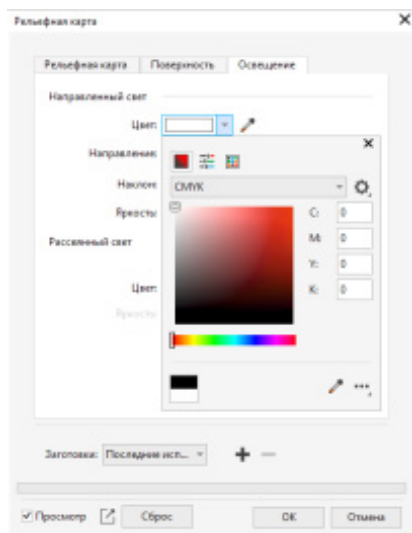 Рельефная карта
Рельефная карта Поверхность Освещение
Направленный свет
Цвет:
Направление:
Наклон: CMYK
Яркость: C: 0
M: 0
Рассеянный свет
Y: 0
Цвет: K: 0
Яркость:
Заготовки: Последние исп...
Просмотр Сброс OK Отмена